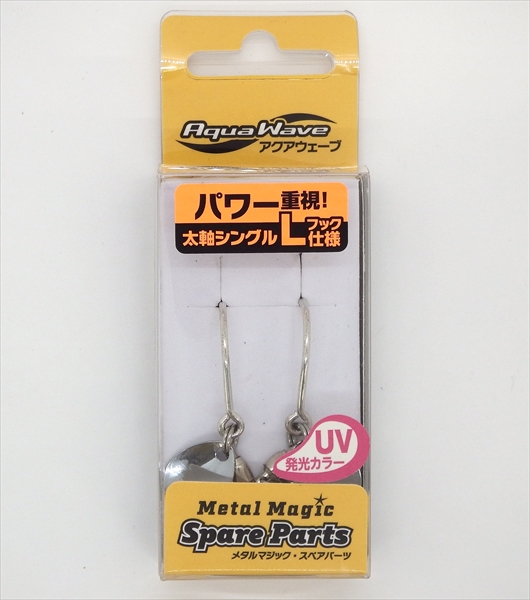 AquaWave
アクアウェーブ
パワー重視!
太軸シングルLフック仕様
UV
発光カラー
Metal Magic
Spare Parts
メタルマジック・スペアパーツ